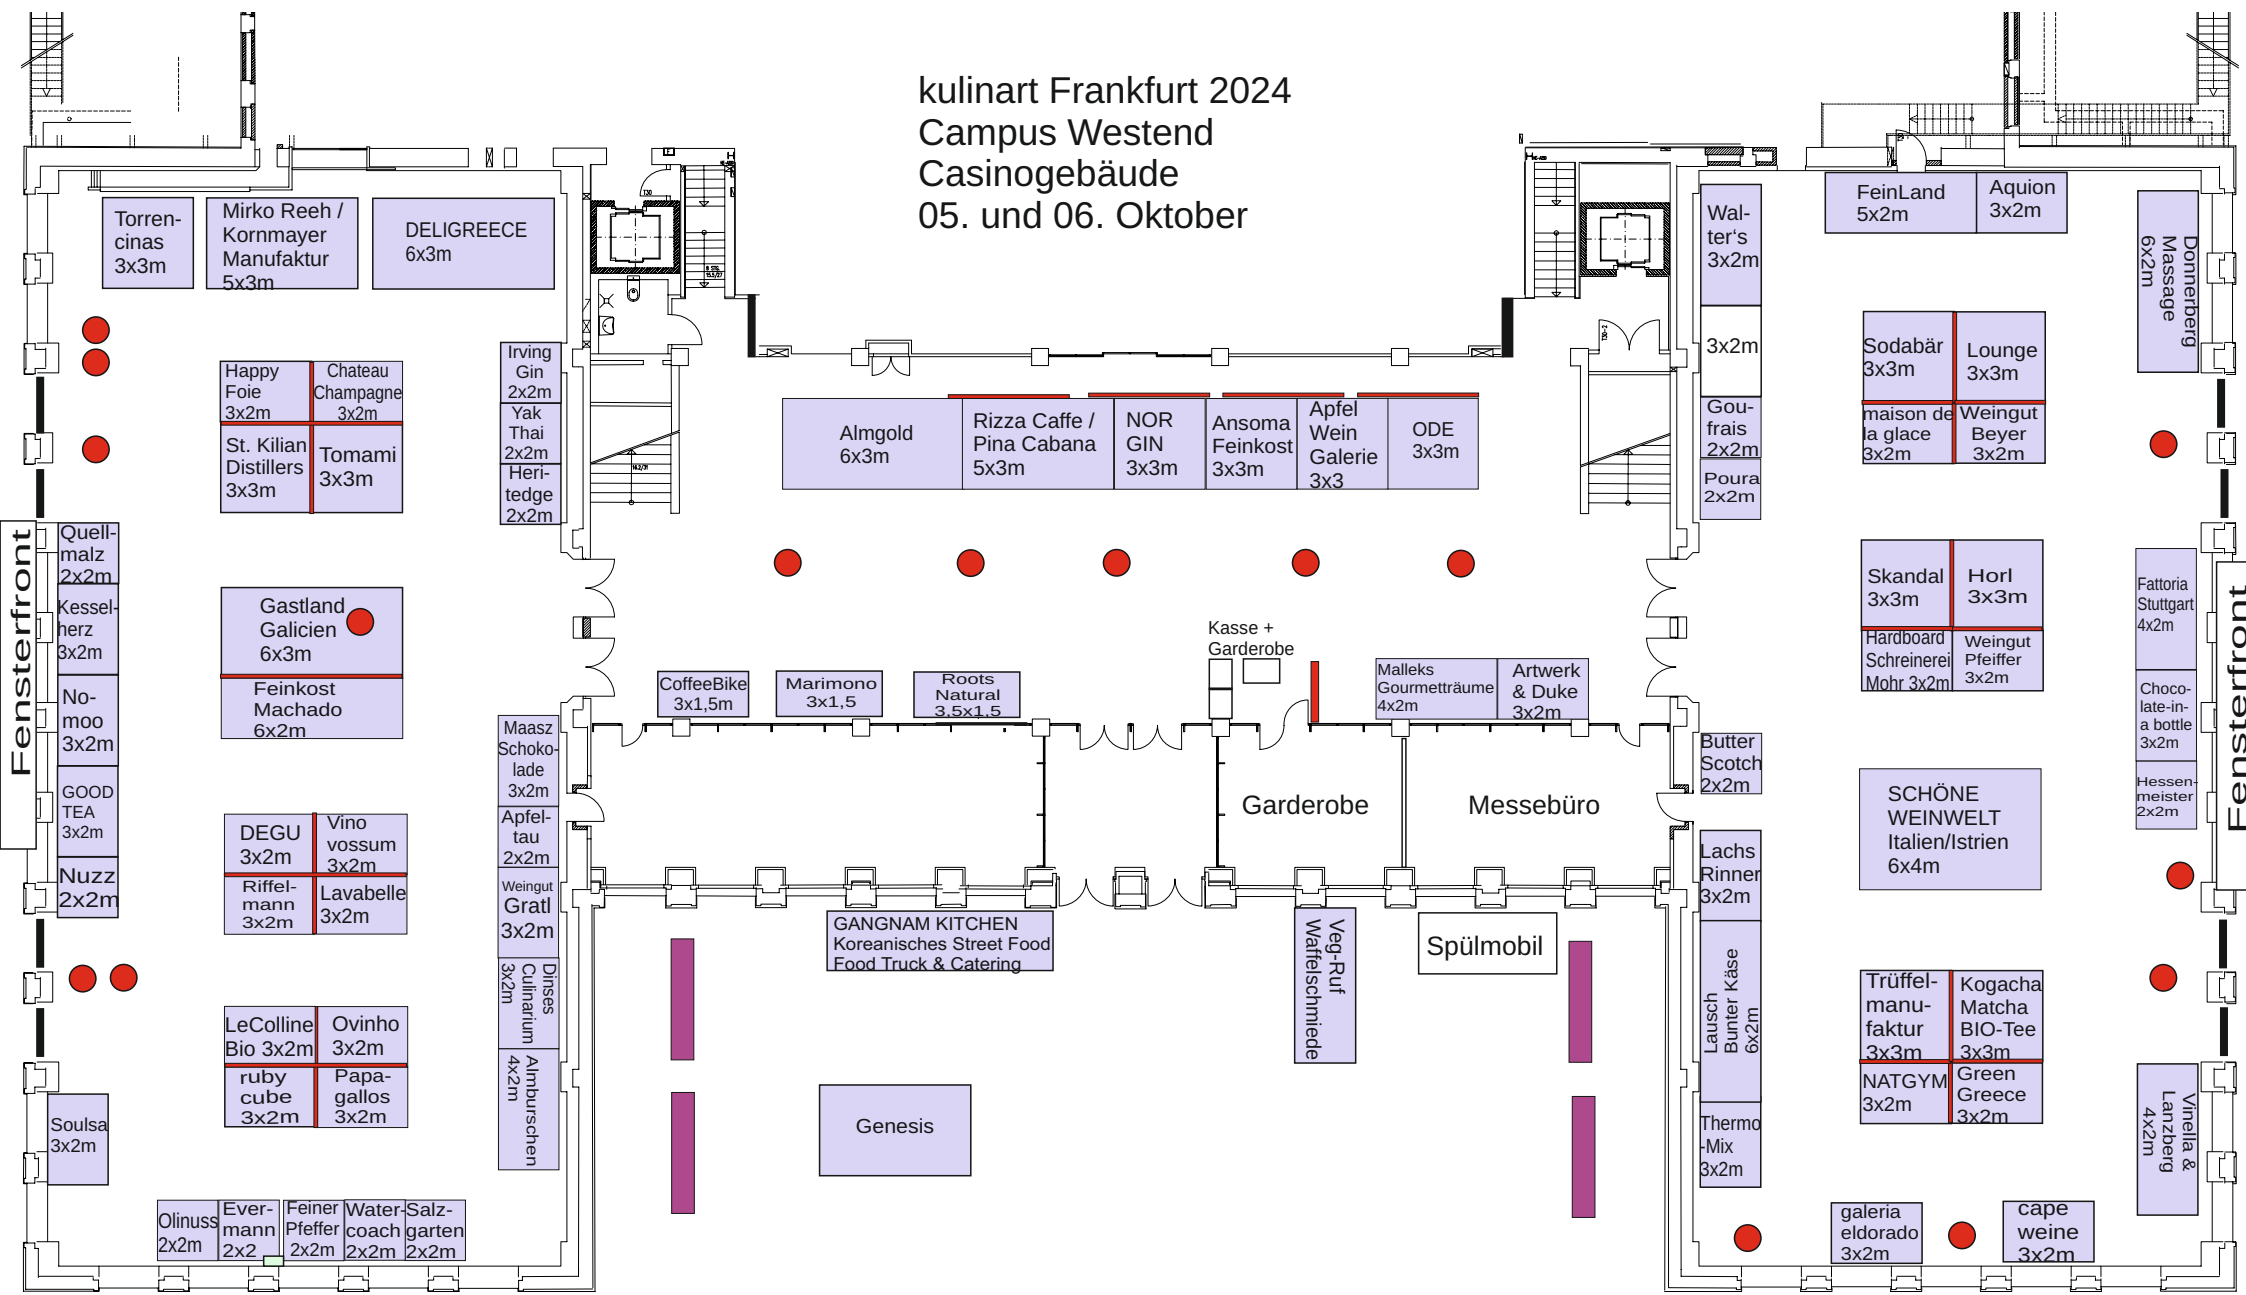 kulinart Frankfurt 2024
Campus Westend
Casinogebäude
05. und 06. Oktober
Torren-
cinas
3x3m
Mirko Reeh /
Kornmayer
Manufaktur
5x3m
DELIGREECE
6x3m
Happy
Foie
3x2m
Chateau
Champagne
3x2m
St. Kilian
Distillers
3x3m
Tomami
3x3m
Irving
Gin
2x2m
Yak
Thai
2x2m
Heri-
tedge
2x2m
Fensterfront
Quell-
malz
2x2m
Kessel-
herz
3x2m
No-
moo
3x2m
GOOD
TEA
3x2m
Nuzz
2x2m
Gastland
Galicien
6x3m
Feinkost
Machado
6x2m
DEGU
3x2m
Vino
vossum
3x2m
Riffel-
mann
3x2m
Lavabelle
3x2m
LeColline
Bio 3x2m
Ovinho
3x2m
ruby
cube
3x2m
Papa-
gallos
3x2m
Soulsa
3x2m
Olinuss
2x2m
Ever-
mann
2x2
Feiner
Pfeffer
2x2m
Water-
coach
2x2m
Salz-
garten
2x2m
Maasz
Schoko-
lade
3x2m
Apfel-
tau
2x2m
Weingut
Gratl
3x2m
Dinses
Culinarium
3x2m
Almburschen
4x2m
T30
Almgold
6x3m
Rizza Caffe /
Pina Cabana
5x3m
NOR
GIN
3x3m
Ansoma
Feinkost
3x3m
Apfel
Wein
Galerie
3x3
ODE
3x3m
CoffeeBike
3x1,5m
Marimono
3x1,5
Roots
Natural
3,5x1,5
Kasse +
Garderobe
Malleks
Gourmetträume
4x2m
Artwerk
& Duke
3x2m
Garderobe
Messebüro
GANGNAM KITCHEN
Koreanisches Street Food
Food Truck & Catering
Veg-Ruf
Waffelschmiede
Spülmobil
Genesis
T30-2
Wal-
ter's
3x2m
3x2m
Gou-
frais
2x2m
Poura
2x2m
FeinLand
5x2m
Aquion
3x2m
Donnerberg
Massage
6x2m
Sodabär
3x3m
Lounge
3x3m
maison de
la glace
3x2m
Weingut
Beyer
3x2m
Skandal
3x3m
Horl
3x3m
Hardboard
Schreinerei
Mohr 3x2m
Weingut
Pfeiffer
3x2m
Fattoria
Stuttgart
4x2m
Choco-
late-in-
a bottle
3x2m
Hessen-
meister
2x2m
Fensterfront
Butter
Scotch
2x2m
SCHÖNE
WEINWELT
Italien/Istrien
6x4m
Lachs
Rinner
3x2m
Lausch
Bunter Käse
6x2m
Thermo
-Mix
3x2m
Trüffel-
manu-
faktur
3x3m
Kogacha
Matcha
BIO-Tee
3x3m
NATGYM
3x2m
Green
Greece
3x2m
Vinella &
Lanzberg
4x2m
galeria
eldorado
3x2m
cape
weine
3x2m